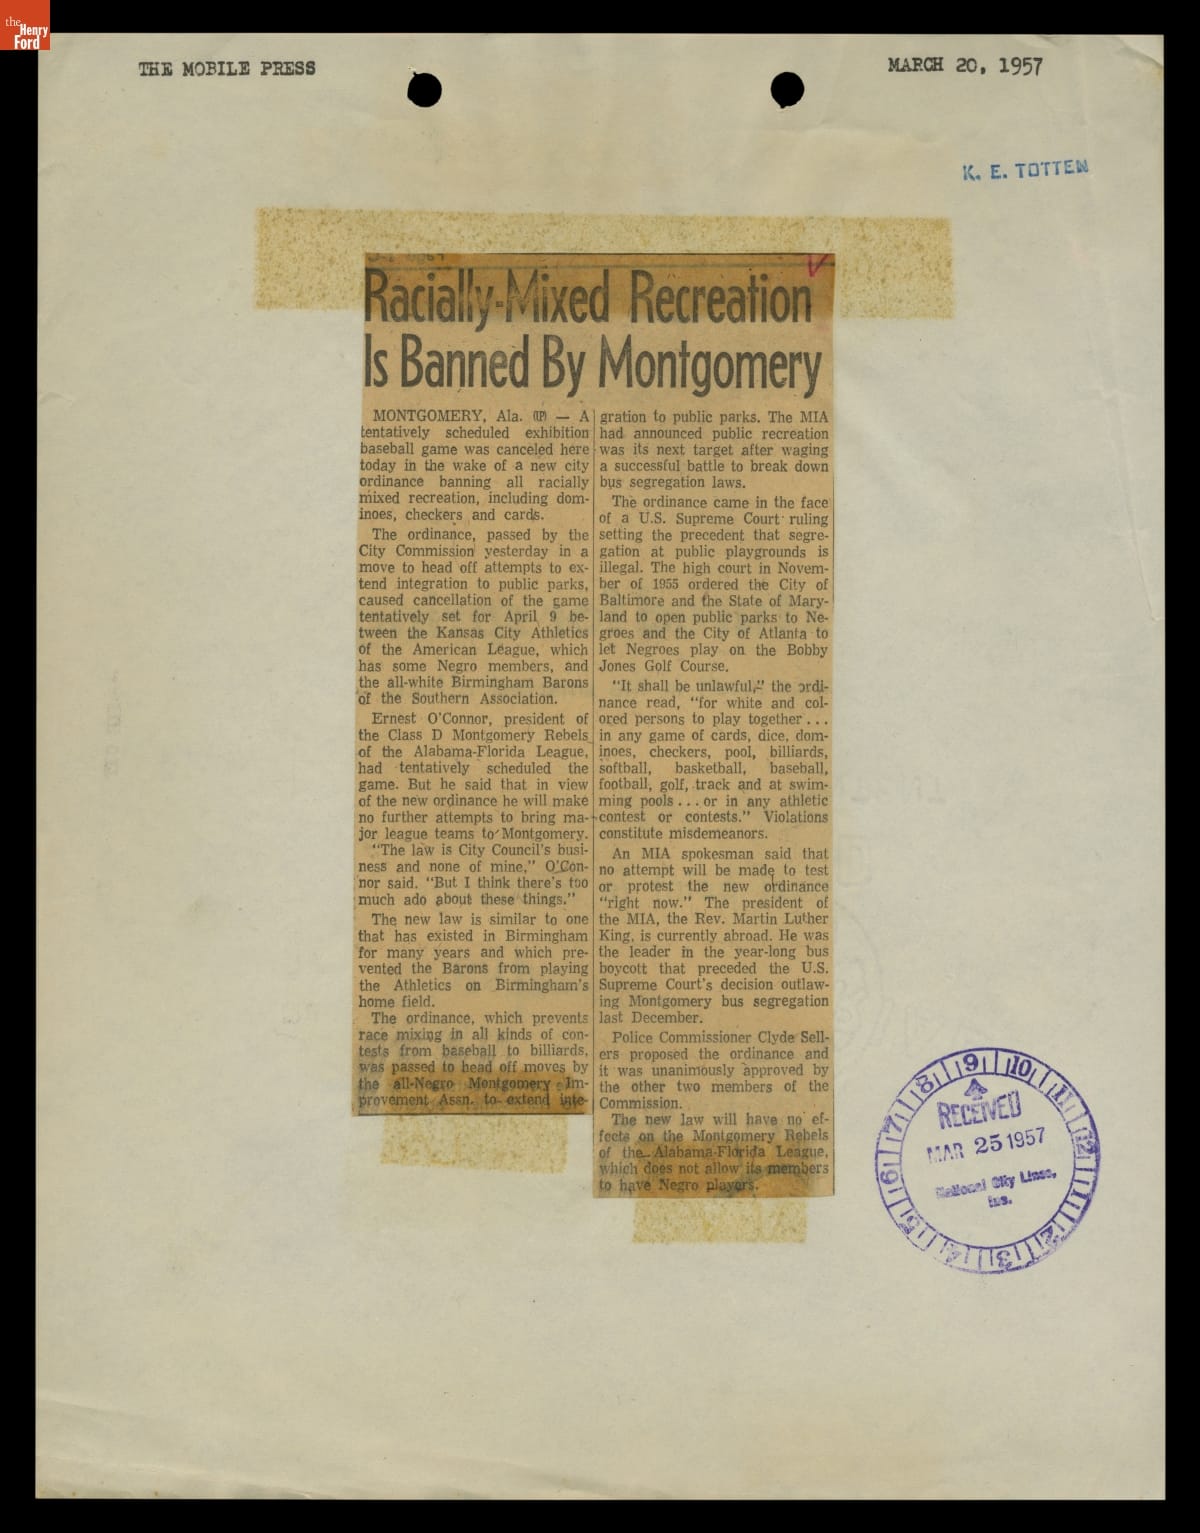 the
Henry
Ford
THE MOBILE PRESS
MARCH 20, 1957
K. E. TOTTEN
Racially-Mixed Recreation
Is Banned By Montgomery
MONTGOMERY, Ala. (UP) — A
tentatively scheduled exhibition
baseball game was canceled here
today in the wake of a new city
ordinance banning all racially
mixed recreation, including dom-
inoes, checkers and cards.
The ordinance, passed by the
City Commission yesterday in a
move to head off attempts to ex-
tend integration to public parks,
caused cancellation of the game
tentatively set for April 9 be-
tween the Kansas City Athletics
of the American League, which
has some Negro members, and
the all-white Birmingham Barons
of the Southern Association.
Ernest O'Connor, president of
the Class D Montgomery Rebels
of the Alabama-Florida League,
had tentatively scheduled the
game. But he said that in view
of the new ordinance he will make
no further attempts to bring ma-
jor league teams to Montgomery.
"The law is City Council's busi-
ness and none of mine," O'Con-
nor said. "But I think there's too
much ado about these things."
The new law is similar to one
that has existed in Birmingham
for many years and which pre-
vented the Barons from playing
the Athletics on Birmingham's
home field.
The ordinance, which prevents
race mixing in all kinds of con-
tests from baseball to billiards,
was passed to head off moves by
the all-Negro Montgomery Im-
provement Assn. to extend inte-
gration to public parks. The MIA
had announced public recreation
was its next target after waging
a successful battle to break down
bus segregation laws.
The ordinance came in the face
of a U.S. Supreme Court ruling
setting the precedent that segre-
gation at public playgrounds is
illegal. The high court in Novem-
ber of 1955 ordered the City of
Baltimore and the State of Mary-
land to open public parks to Ne-
groes and the City of Atlanta to
let Negroes play on the Bobby
Jones Golf Course.
"It shall be unlawful," the ordi-
nance read, "for white and col-
ored persons to play together . . .
in any game of cards, dice, dom-
inoes, checkers, pool, billiards,
softball, basketball, baseball,
football, golf, track and at swim-
ming pools . . . or in any athletic
contest or contests." Violations
constitute misdemeanors.
An MIA spokesman said that
no attempt will be made to test
or protest the new ordinance
"right now." The president of
the MIA, the Rev. Martin Luther
King, is currently abroad. He was
the leader in the year-long bus
boycott that preceded the U.S.
Supreme Court's decision outlaw-
ing Montgomery bus segregation
last December.
Police Commissioner Clyde Sell-
ers proposed the ordinance and
it was unanimously approved by
the other two members of the
Commission.
The new law will have no ef-
fects on the Montgomery Rebels
of the Alabama-Florida League,
which does not allow its members
to have Negro players.
9 10 11 12 1 2 3 4 5 6 7 8
RECEIVED
MAR 25 1957
National City Lines,
Inc.